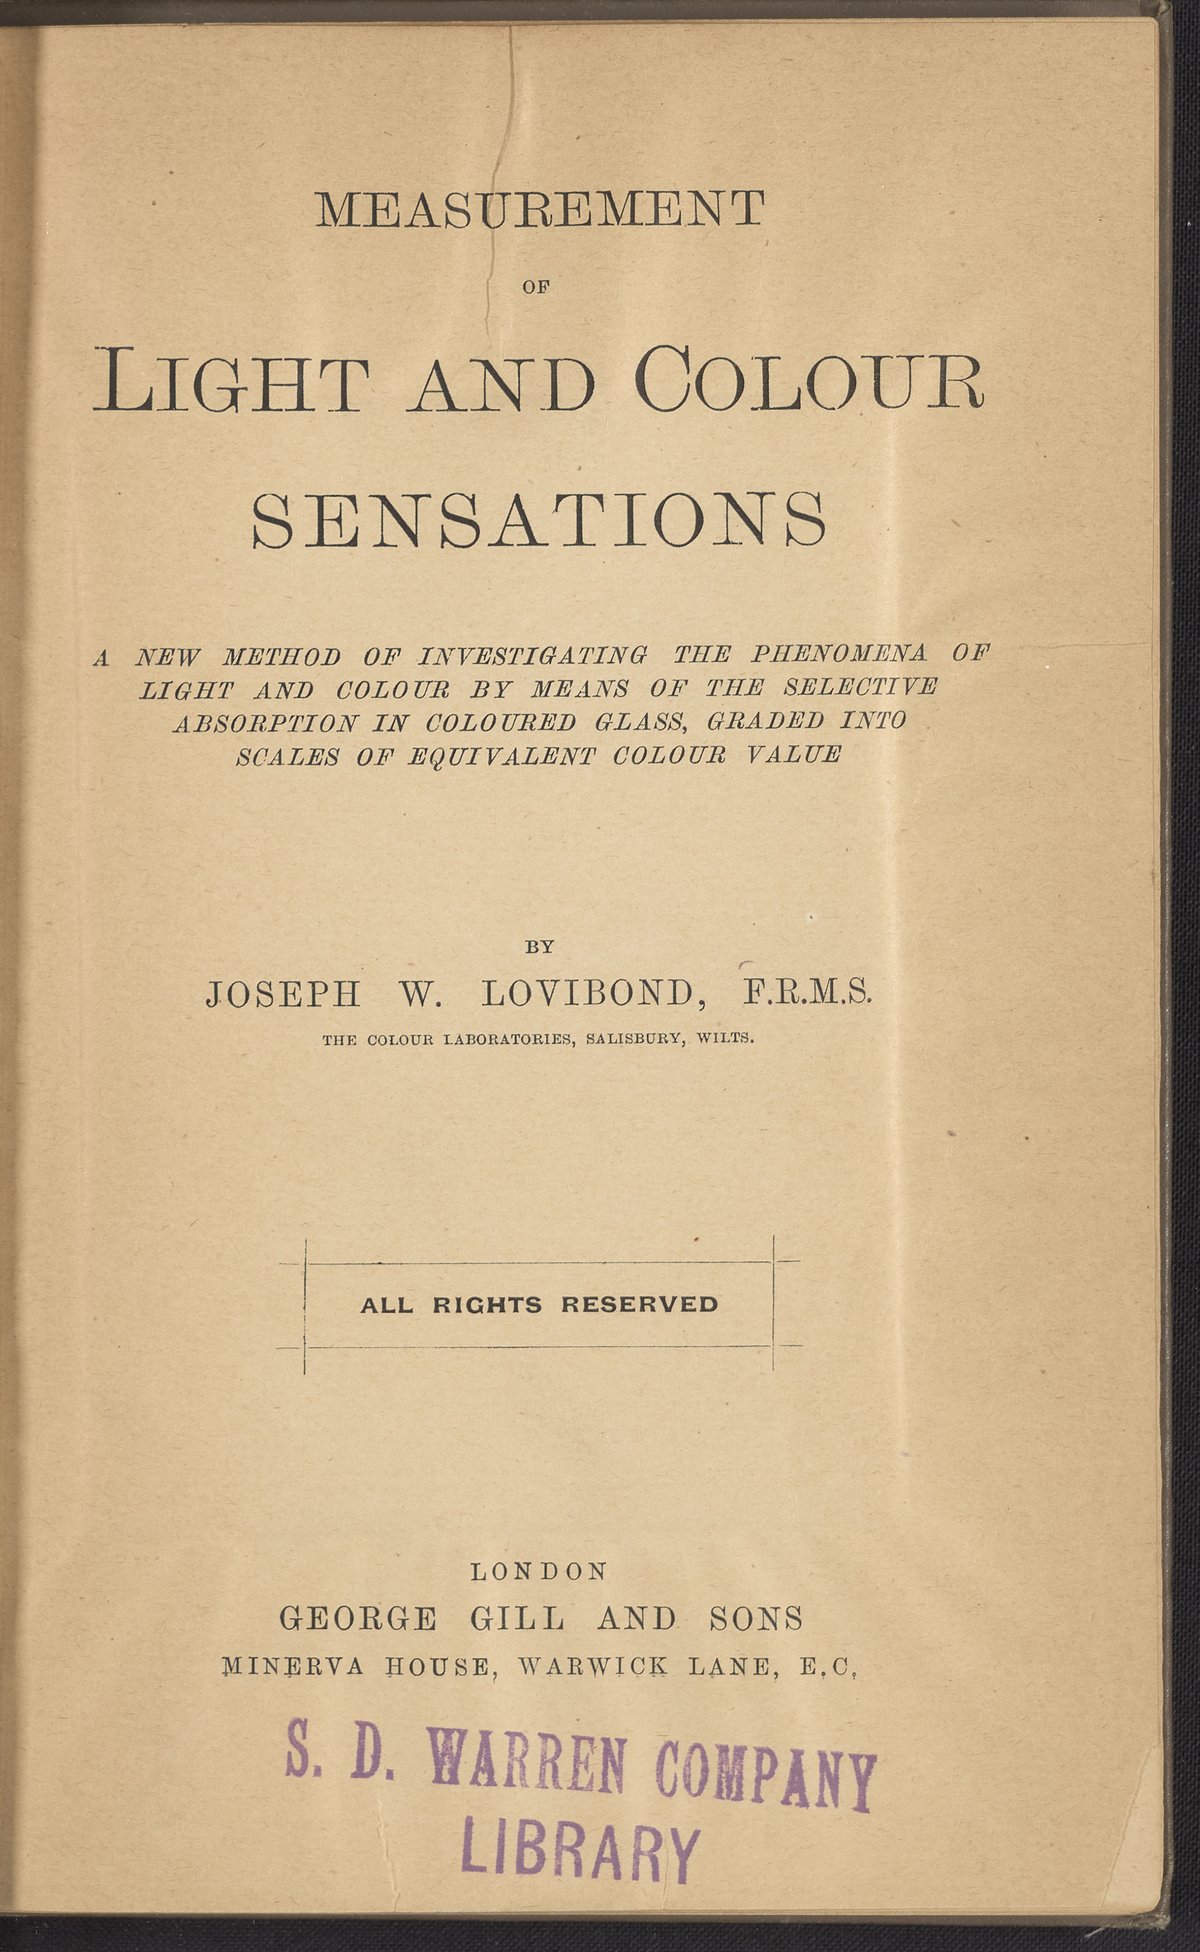 MEASUREMENT
OF
LIGHT AND COLOUR
SENSATIONS
A NEW METHOD OF INVESTIGATING THE PHENOMENA OF
LIGHT AND COLOUR BY MEANS OF THE SELECTIVE
ABSORPTION IN COLOURED GLASS, GRADED INTO
SCALES OF EQUIVALENT COLOUR VALUE
BY
JOSEPH W. LOVIBOND, F.R.M.S.
THE COLOUR LABORATORIES, SALISBURY, WILTS.
ALL RIGHTS RESERVED
LONDON
GEORGE GILL AND SONS
MINERVA HOUSE, WARWICK LANE, E.C.
S. D. WARREN COMPANY
LIBRARY